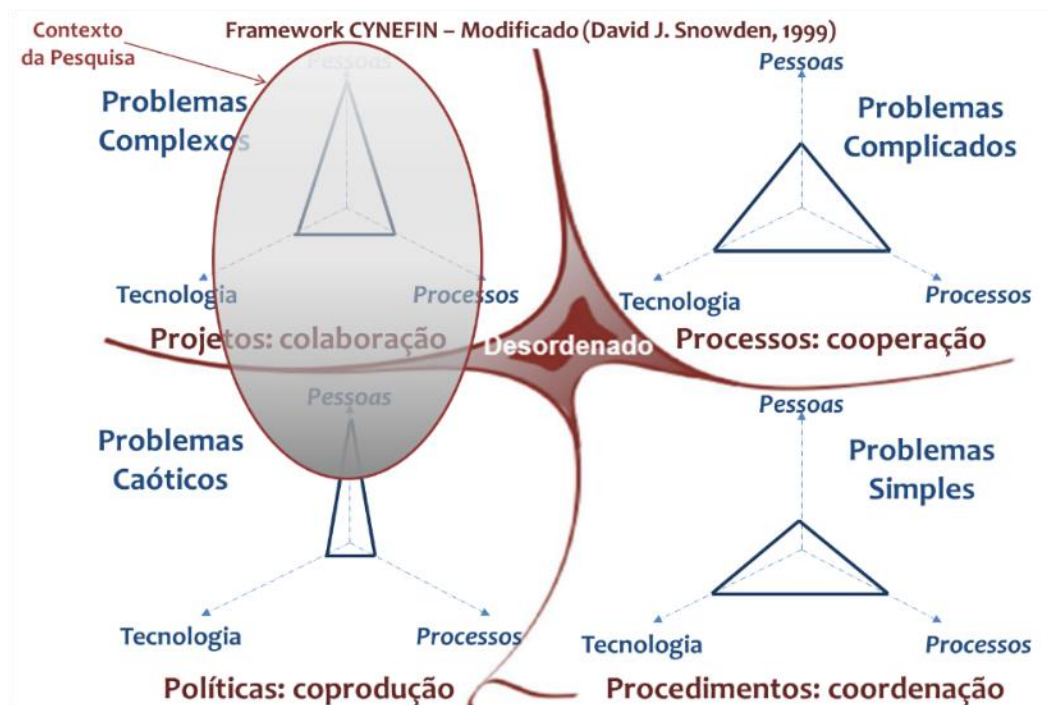 Contexto
da Pesquisa
Framework CYNEFIN – Modificado (David J. Snowden, 1999)
Pessoas
Problemas
Complexos
Tecnologia
Processos
Projetos: colaboração
Pessoas
Problemas
Complicados
Tecnologia
Processos
Processos: cooperação
Desordenado
Pessoas
Problemas
Caóticos
Tecnologia
Processos
Políticas: coprodução
Pessoas
Problemas
Simples
Tecnologia
Processos
Procedimentos: coordenação